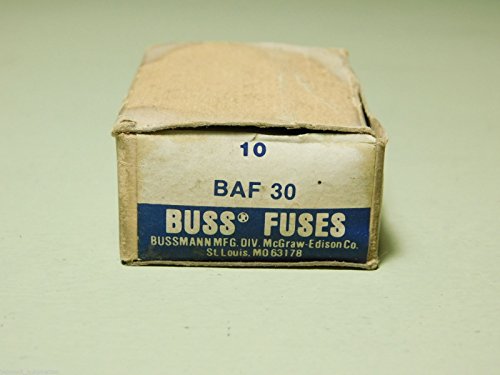 10
BAF 30
BUSS® FUSES
BUSSMANN MFG. DIV. McGraw-Edison Co.
St. Louis, MO 63178